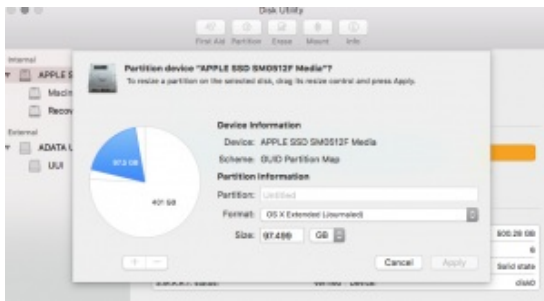 Disk Utility
First Aid Partition Erase Mount Info
Internal
APPLE S
Macin
Recov
External
ADATA U
UUI
Partition device "APPLE SSD SM0512F Media"?
To resize a partition on the selected disk, drag its resize control and press Apply.
97.5 GB
401 GB
Device Information
Device: APPLE SSD SM0512F Media
Scheme: GUID Partition Map
Partition Information
Partition: Untitled
Format: OS X Extended (Journaled)
Size: 97.499 GB
+ −
Cancel Apply
500.28 GB
6
Solid state
disk0